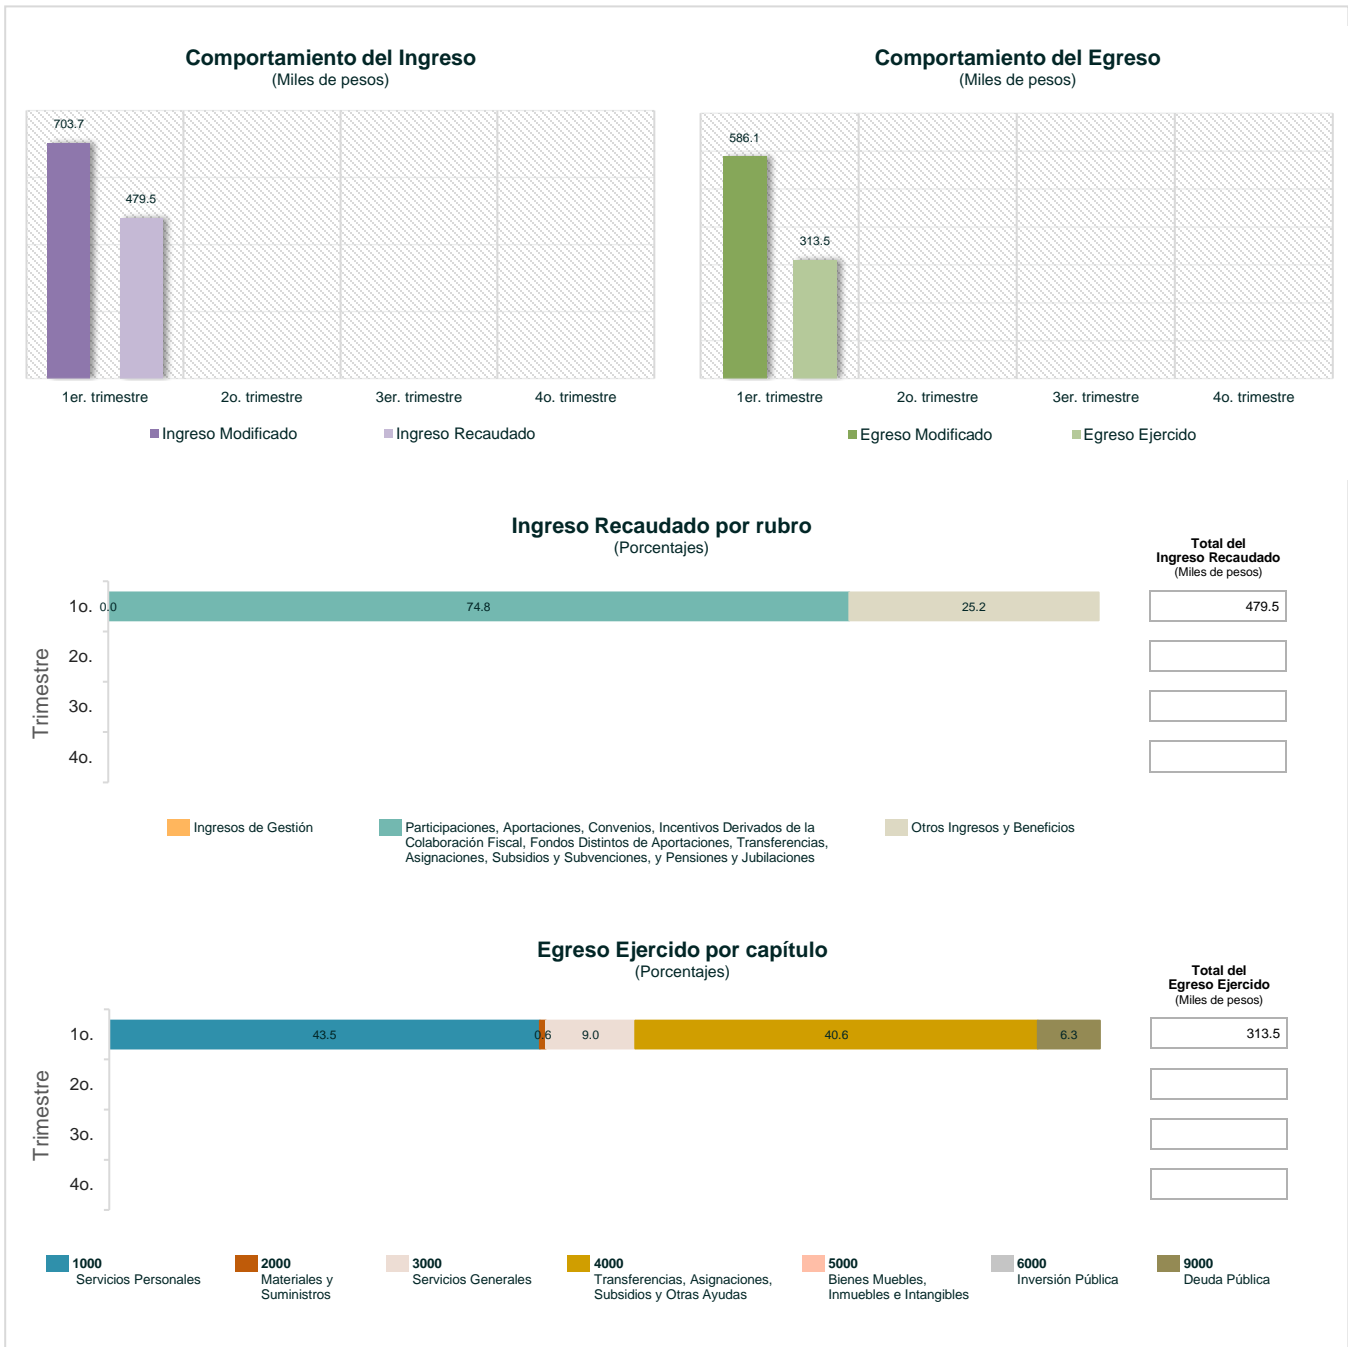 Comportamiento del Ingreso
(Miles de pesos)
703.7
479.5
1er. trimestre
2o. trimestre
3er. trimestre
4o. trimestre
Ingreso Modificado
Ingreso Recaudado
Comportamiento del Egreso
(Miles de pesos)
586.1
313.5
1er. trimestre
2o. trimestre
3er. trimestre
4o. trimestre
Egreso Modificado
Egreso Ejercido
Ingreso Recaudado por rubro
(Porcentajes)
Total del
Ingreso Recaudado
(Miles de pesos)
Trimestre
1o.
0.0
74.8
25.2
479.5
2o.
3o.
4o.
Ingresos de Gestión
Participaciones, Aportaciones, Convenios, Incentivos Derivados de la
Colaboración Fiscal, Fondos Distintos de Aportaciones, Transferencias,
Asignaciones, Subsidios y Subvenciones, y Pensiones y Jubilaciones
Otros Ingresos y Beneficios
Egreso Ejercido por capítulo
(Porcentajes)
Total del
Egreso Ejercido
(Miles de pesos)
Trimestre
1o.
43.5
0.6
9.0
40.6
6.3
313.5
2o.
3o.
4o.
1000
Servicios Personales
2000
Materiales y
Suministros
3000
Servicios Generales
4000
Transferencias, Asignaciones,
Subsidios y Otras Ayudas
5000
Bienes Muebles,
Inmuebles e Intangibles
6000
Inversión Pública
9000
Deuda Pública